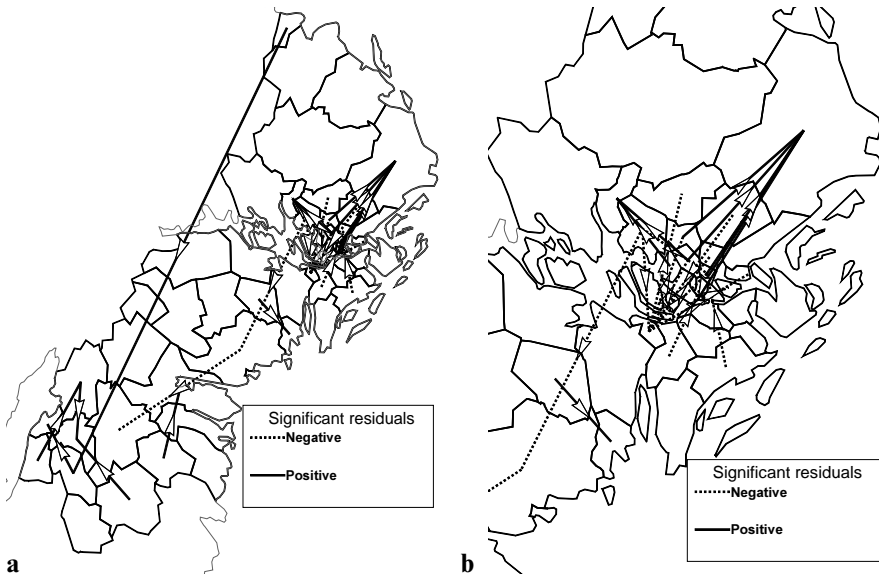 Significant residuals
Negative
Positive
a
Significant residuals
Negative
Positive
b